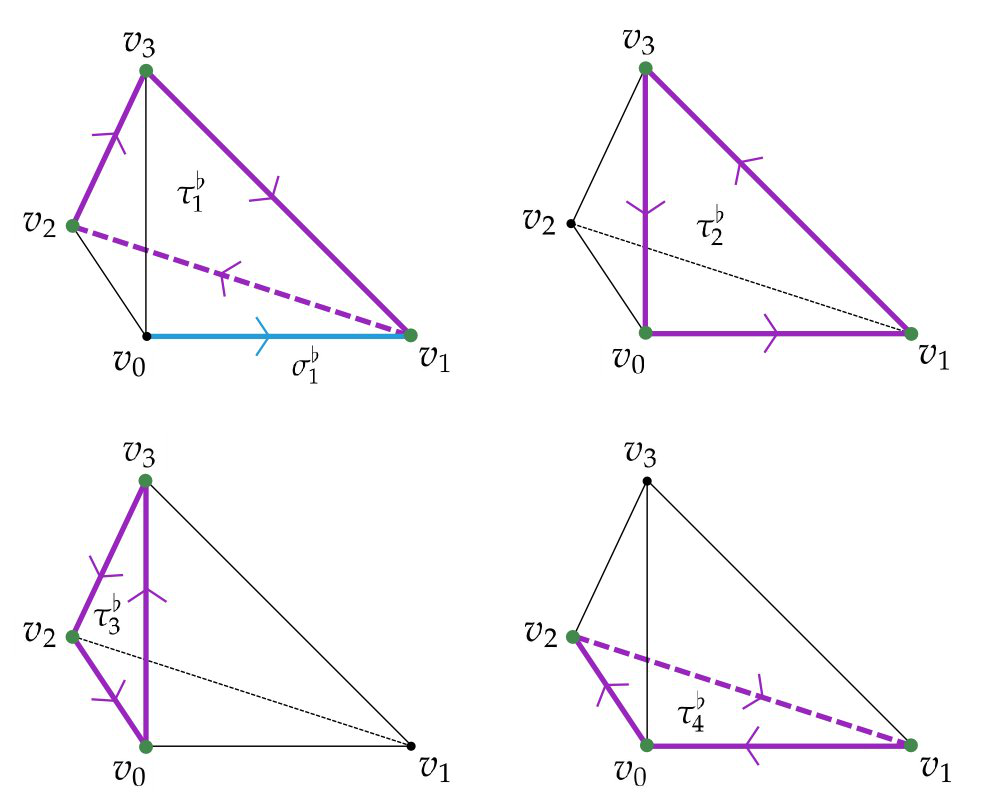 v₃ v₃
τ₁♭ τ₂♭
v₂ v₂
v₀ σ₁♭ v₁ v₀ v₁
v₃ v₃
τ₃♭
v₂ v₂
τ₄♭
v₀ v₁ v₀ v₁